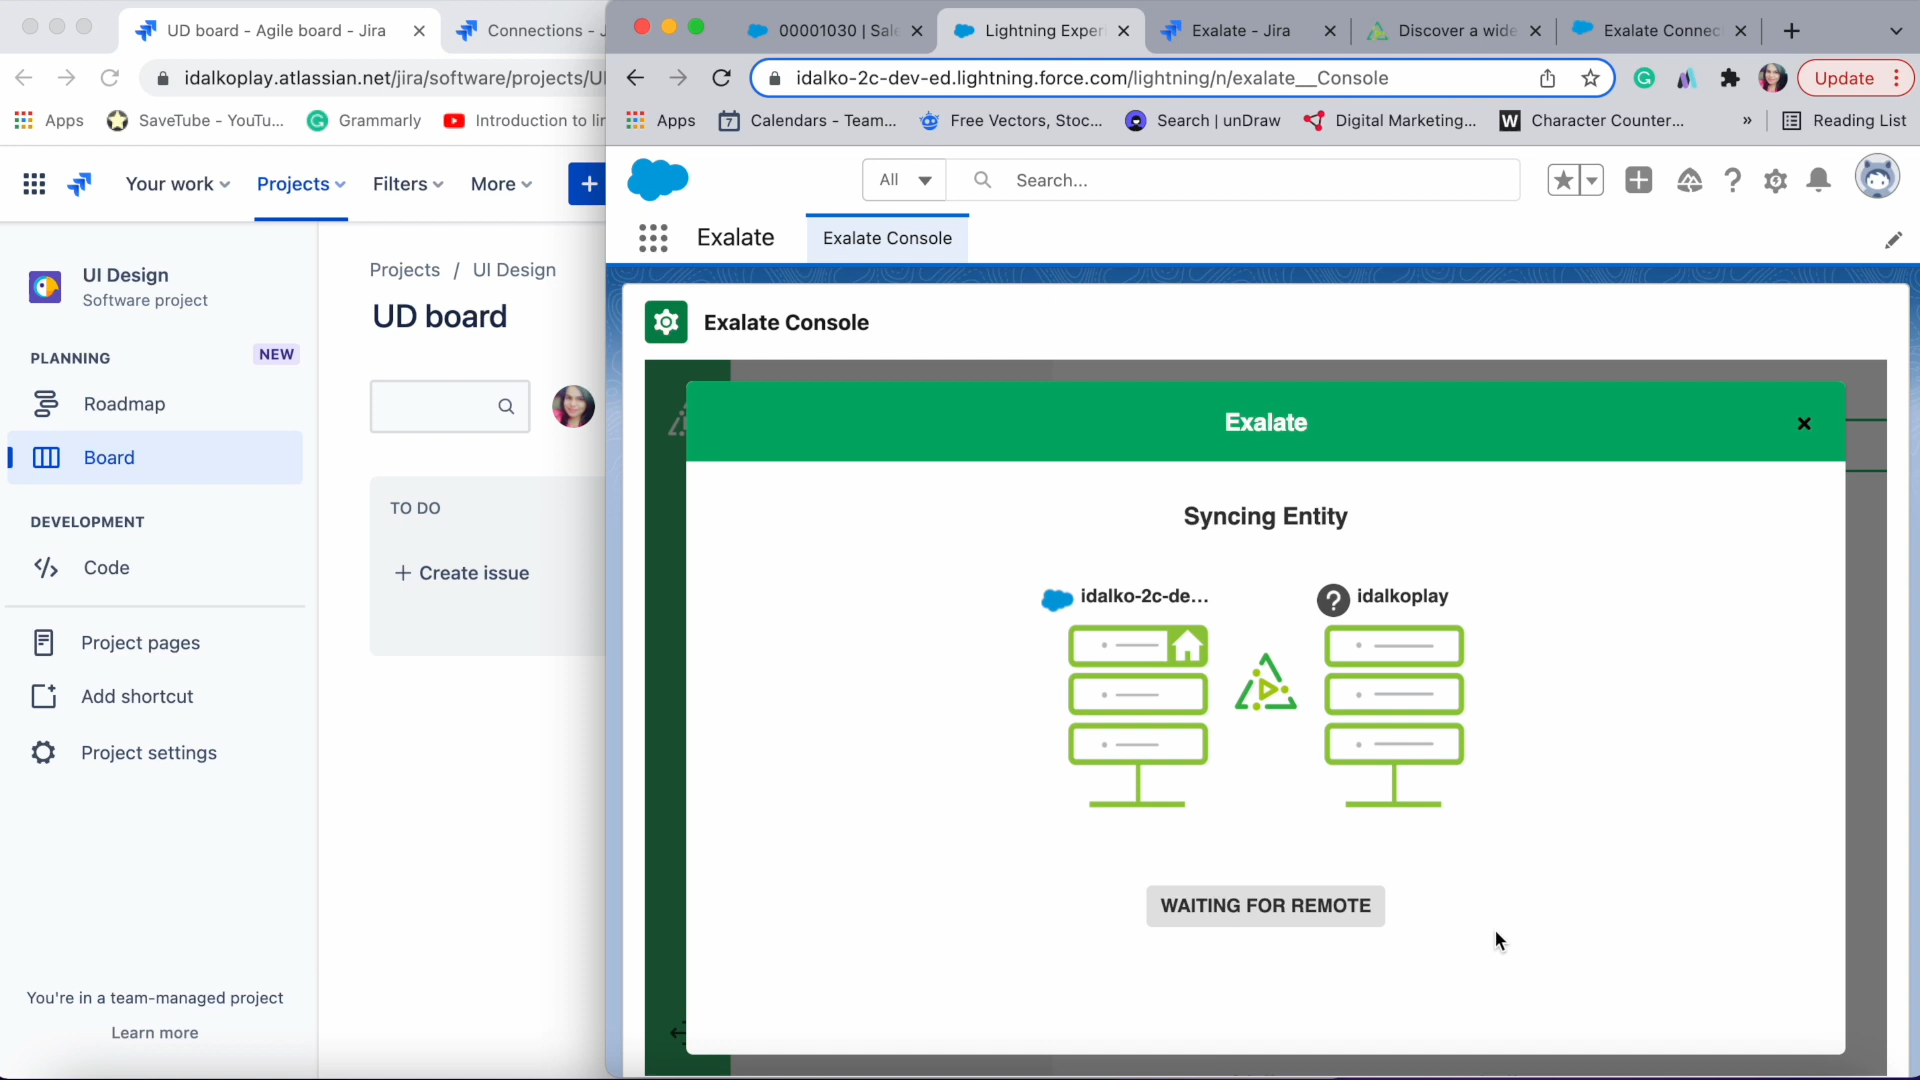 UD board - Agile board - Jira
Connections - J
idalkoplay.atlassian.net/jira/software/projects/UI
Apps
SaveTube - YouTu...
Grammarly
Introduction to lin
Your work
Projects
Filters
More
UI Design
Software project
PLANNING
NEW
Roadmap
Board
DEVELOPMENT
Code
Project pages
Add shortcut
Project settings
You're in a team-managed project
Learn more
Projects / UI Design
UD board
TO DO
+ Create issue
00001030 | Sale
Lightning Exper
Exalate - Jira
Discover a wide
Exalate Connec
idalko-2c-dev-ed.lightning.force.com/lightning/n/exalate__Console
Update
Apps
7
Calendars - Team...
Free Vectors, Stoc...
Search | unDraw
Digital Marketing...
W
Character Counter...
»
Reading List
All
Search...
Exalate
Exalate Console
Exalate Console
Exalate
Syncing Entity
idalko-2c-de...
idalkoplay
WAITING FOR REMOTE